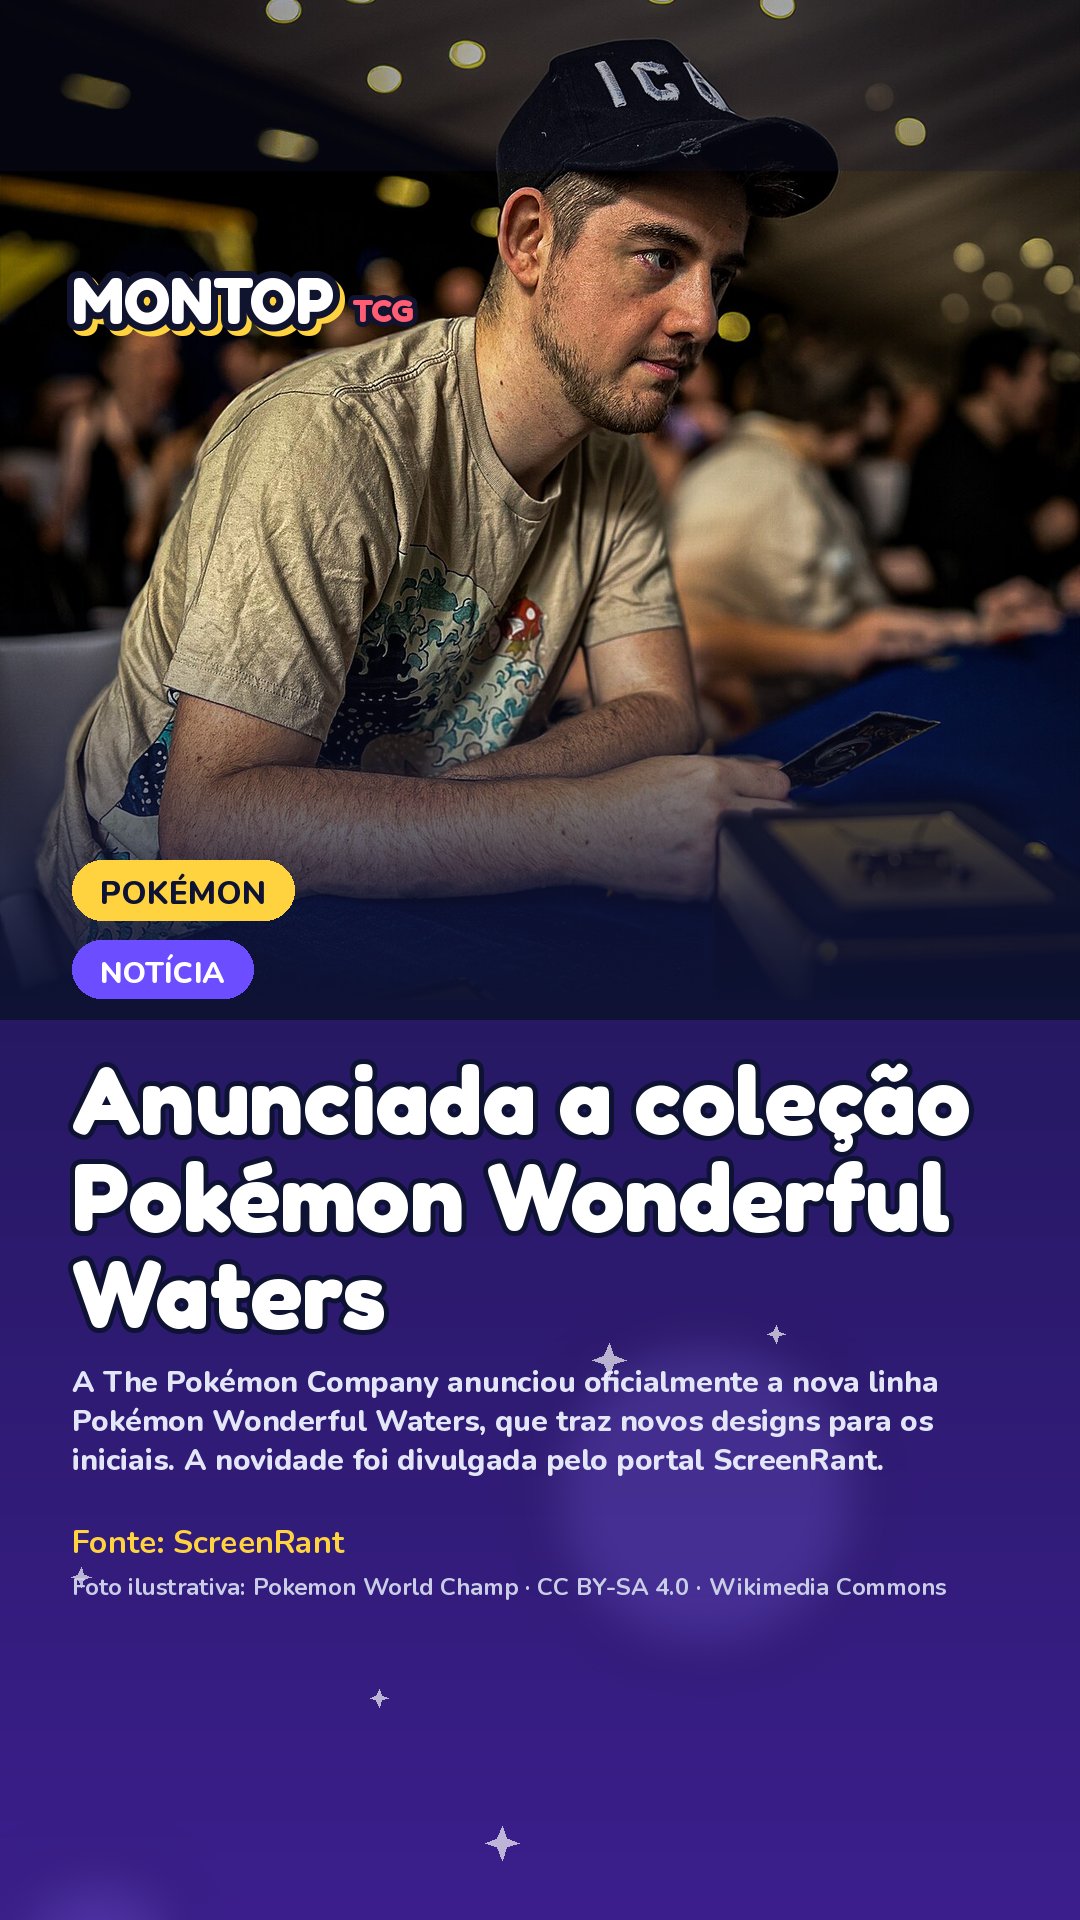 MONTOP TCG
POKÉMON
NOTÍCIA
Anunciada a coleção
Pokémon Wonderful
Waters
A The Pokémon Company anunciou oficialmente a nova linha
Pokémon Wonderful Waters, que traz novos designs para os
iniciais. A novidade foi divulgada pelo portal ScreenRant.
Fonte: ScreenRant
Foto ilustrativa: Pokemon World Champ · CC BY-SA 4.0 · Wikimedia Commons